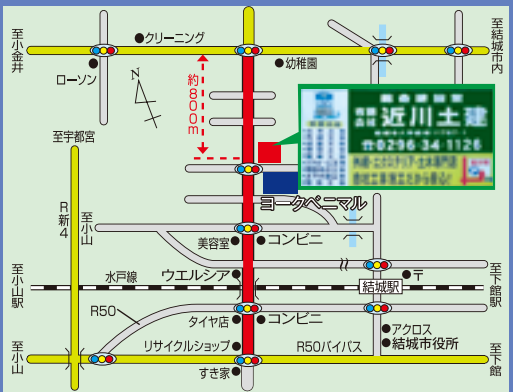 至小金井
クリーニング
ローソン
N
約800m
幼稚園
至結城市内
近川土建
☎0296-34-1126
至宇都宮
ヨークベニマル
R新4
至小山
美容室
コンビニ
至小山駅
水戸線
ウエルシア
結城駅
〒
至下館駅
R50
タイヤ店
コンビニ
アクロス
結城市役所
リサイクルショップ
R50バイパス
至小山
すき家
至下館